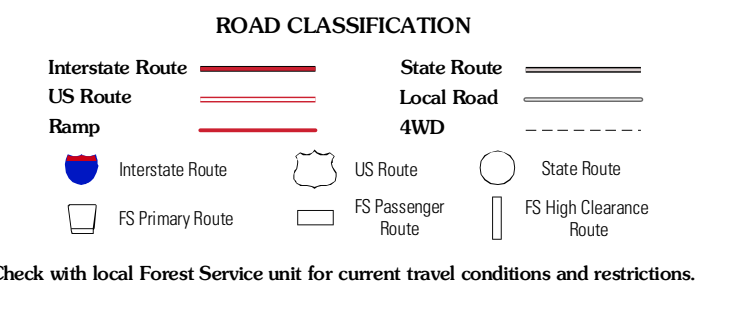 ROAD CLASSIFICATION
Interstate Route
State Route
US Route
Local Road
Ramp
4WD
Interstate Route
US Route
State Route
FS Primary Route
FS Passenger
Route
FS High Clearance
Route
Check with local Forest Service unit for current travel conditions and restrictions.